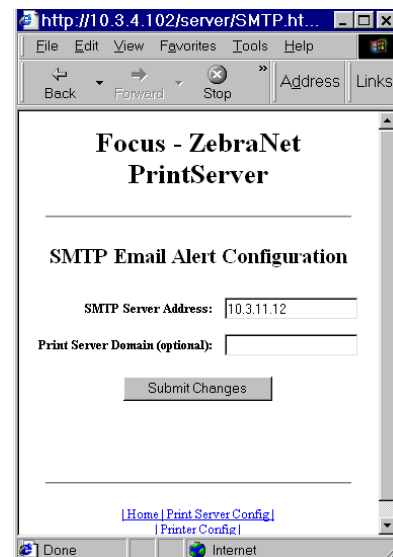 http://10.3.4.102/server/SMTP.ht...
File Edit View Favorites Tools Help
Back Forward Stop » Address Links
Focus - ZebraNet
PrintServer
SMTP Email Alert Configuration
SMTP Server Address: 10.3.11.12
Print Server Domain (optional):
Submit Changes
| Home | Print Server Config |
| Printer Config |
Done Internet